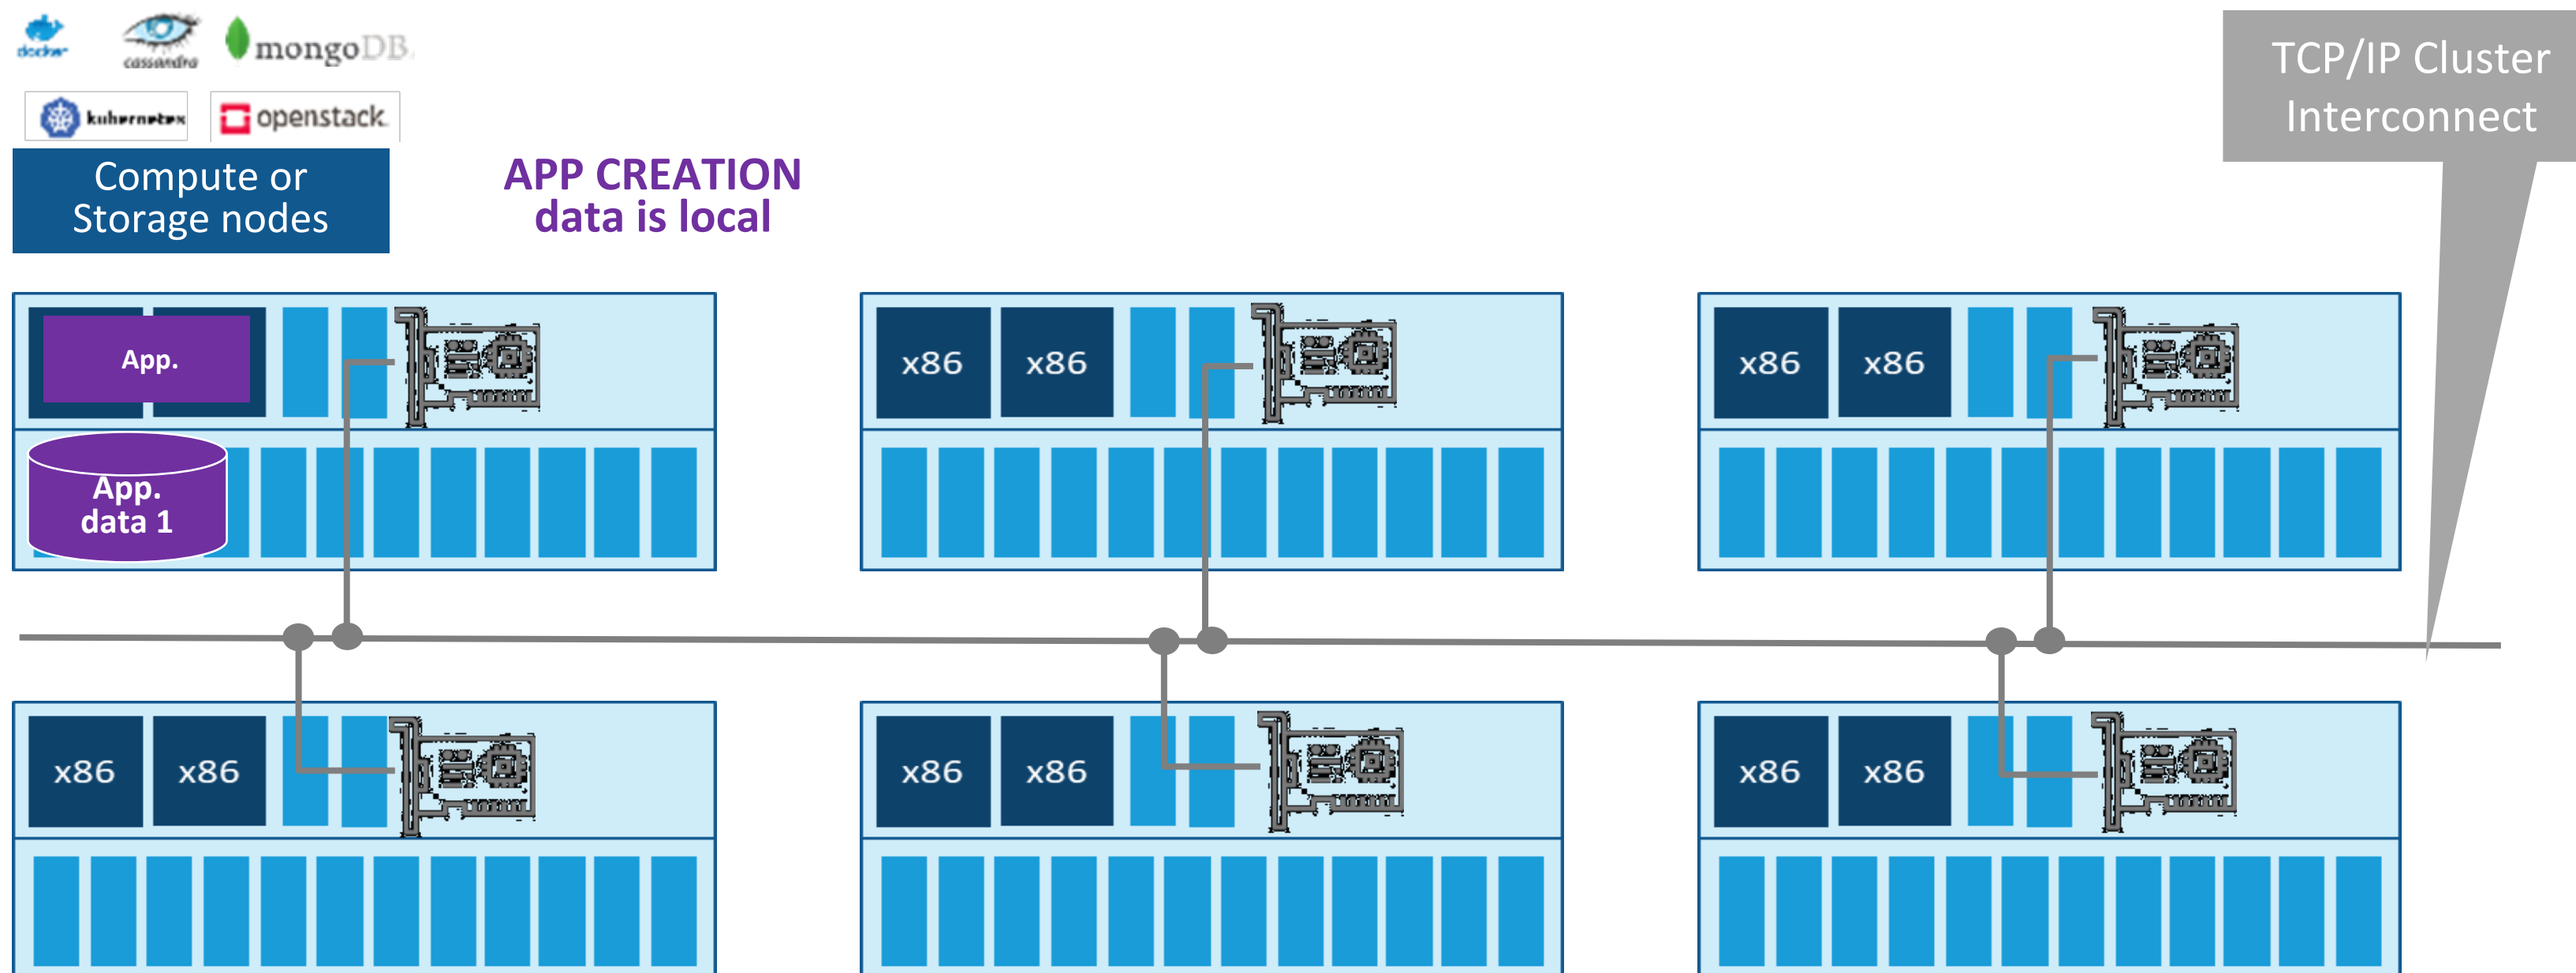 docker
cassandra
mongoDB
kubernetes
openstack.
Compute or
Storage nodes
APP CREATION
data is local
TCP/IP Cluster
Interconnect
App.
x86 x86
x86 x86
App.
data 1
x86 x86
x86 x86
x86 x86